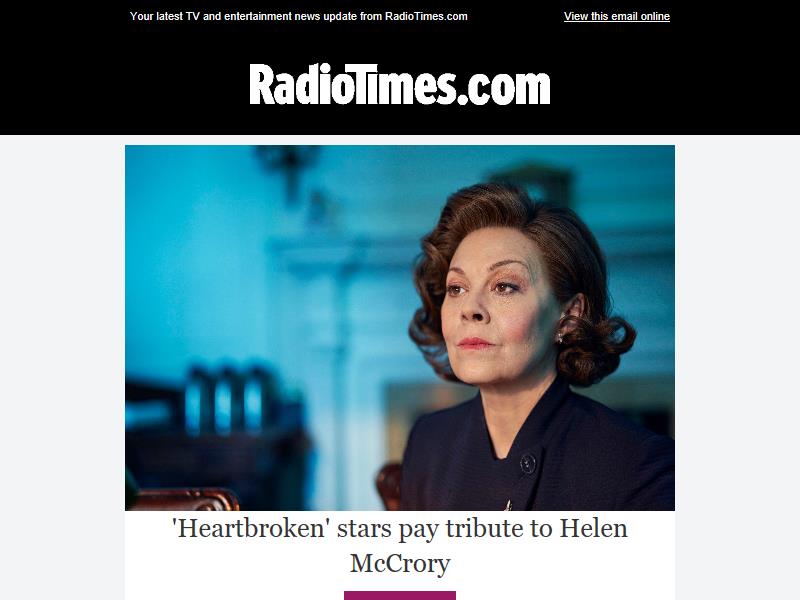 Your latest TV and entertainment news update from RadioTimes.com
View this email online
RadioTimes.com
'Heartbroken' stars pay tribute to Helen
McCrory